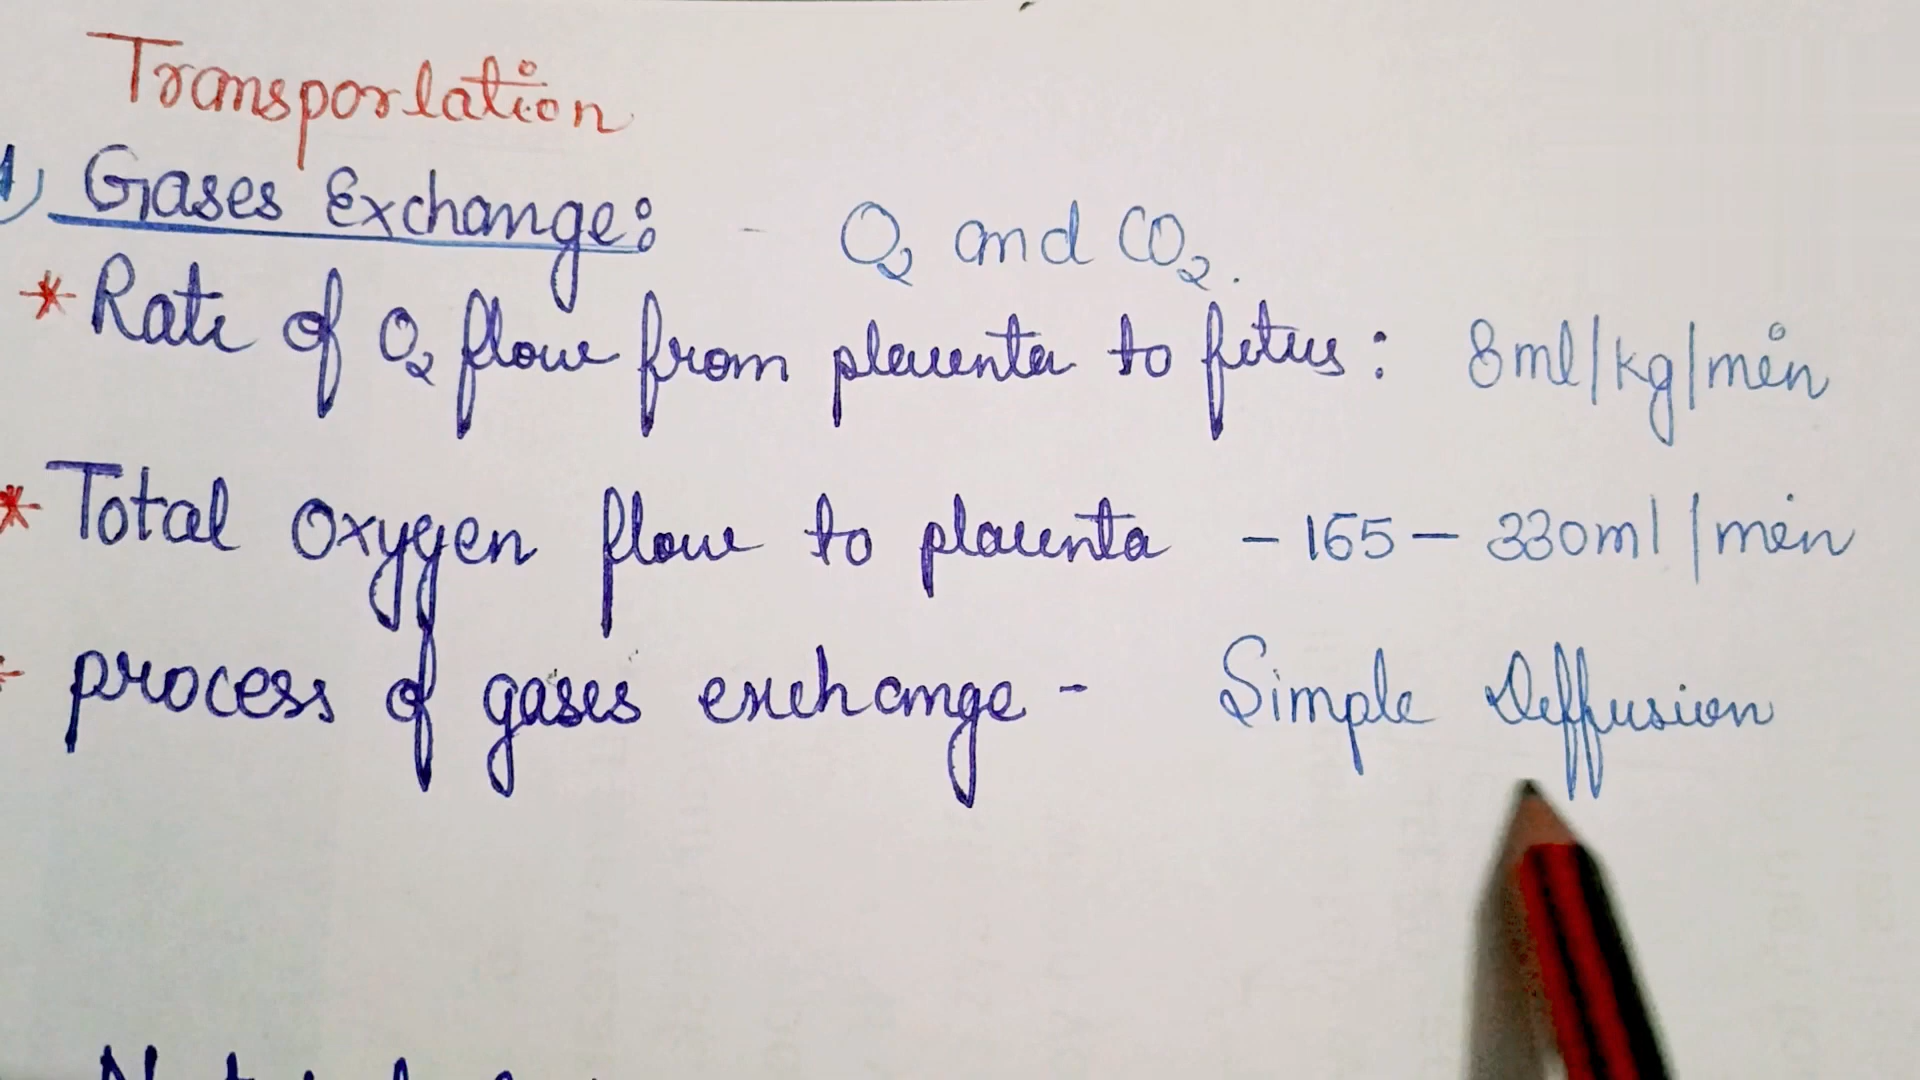 Transportation
1) Gases Exchange: - O₂ and CO₂.
* Rate of O₂ flow from placenta to fetus: 8ml/kg/min
* Total oxygen flow to placenta - 165 - 330ml/min
* process of gases exchange - Simple Diffusion